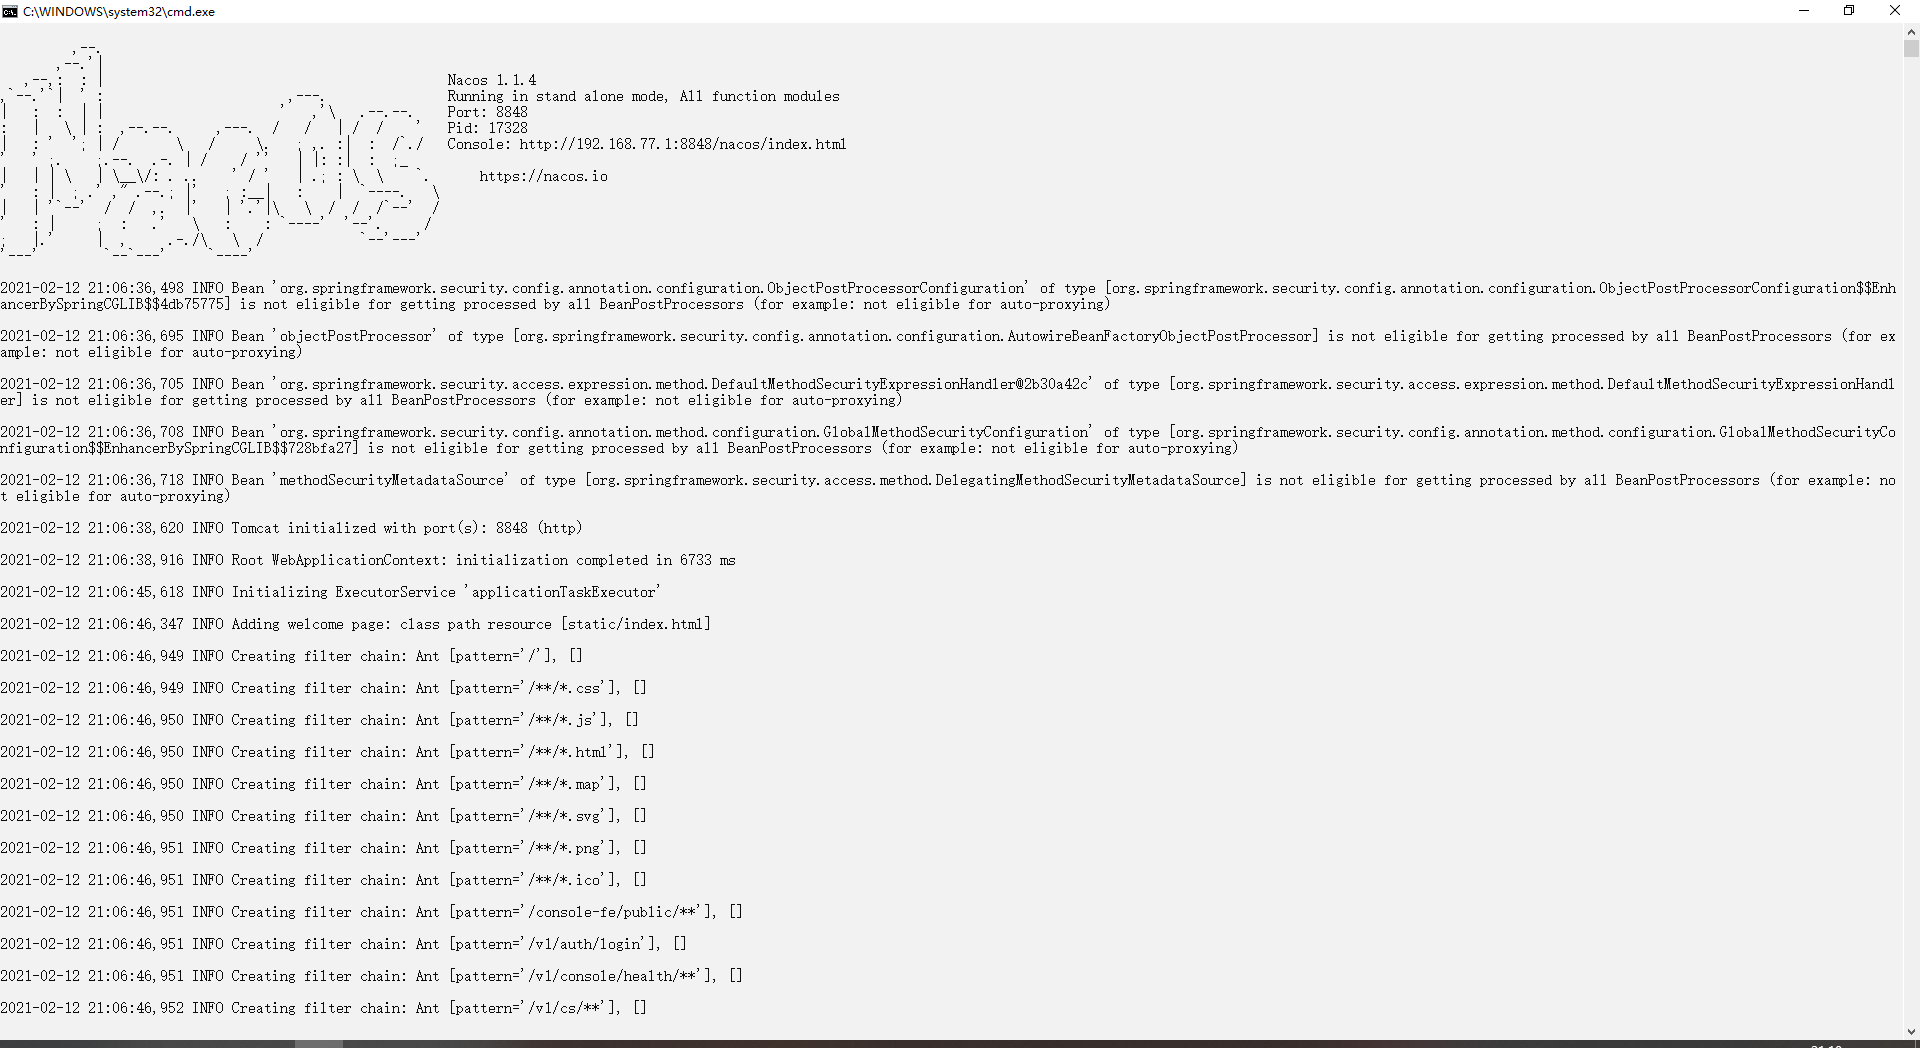 C:\WINDOWS\system32\cmd.exe
Nacos 1.1.4
Running in stand alone mode, All function modules
Port: 8848
Pid: 17328
Console: http://192.168.77.1:8848/nacos/index.html
https://nacos.io
2021-02-12 21:06:36,498 INFO Bean 'org.springframework.security.config.annotation.configuration.ObjectPostProcessorConfiguration' of type [org.springframework.security.config.annotation.configuration.ObjectPostProcessorConfiguration$$Enh
ancerBySpringCGLIB$$4db75775] is not eligible for getting processed by all BeanPostProcessors (for example: not eligible for auto-proxying)
2021-02-12 21:06:36,695 INFO Bean 'objectPostProcessor' of type [org.springframework.security.config.annotation.configuration.AutowireBeanFactoryObjectPostProcessor] is not eligible for getting processed by all BeanPostProcessors (for ex
ample: not eligible for auto-proxying)
2021-02-12 21:06:36,705 INFO Bean 'org.springframework.security.access.expression.method.DefaultMethodSecurityExpressionHandler@2b30a42c' of type [org.springframework.security.access.expression.method.DefaultMethodSecurityExpressionHandl
er] is not eligible for getting processed by all BeanPostProcessors (for example: not eligible for auto-proxying)
2021-02-12 21:06:36,708 INFO Bean 'org.springframework.security.config.annotation.method.configuration.GlobalMethodSecurityConfiguration' of type [org.springframework.security.config.annotation.method.configuration.GlobalMethodSecurityCo
nfiguration$$EnhancerBySpringCGLIB$$728bfa27] is not eligible for getting processed by all BeanPostProcessors (for example: not eligible for auto-proxying)
2021-02-12 21:06:36,718 INFO Bean 'methodSecurityMetadataSource' of type [org.springframework.security.access.method.DelegatingMethodSecurityMetadataSource] is not eligible for getting processed by all BeanPostProcessors (for example: no
t eligible for auto-proxying)
2021-02-12 21:06:38,620 INFO Tomcat initialized with port(s): 8848 (http)
2021-02-12 21:06:38,916 INFO Root WebApplicationContext: initialization completed in 6733 ms
2021-02-12 21:06:45,618 INFO Initializing ExecutorService 'applicationTaskExecutor'
2021-02-12 21:06:46,347 INFO Adding welcome page: class path resource [static/index.html]
2021-02-12 21:06:46,949 INFO Creating filter chain: Ant [pattern='/'], []
2021-02-12 21:06:46,949 INFO Creating filter chain: Ant [pattern='/**/*.css'], []
2021-02-12 21:06:46,950 INFO Creating filter chain: Ant [pattern='/**/*.js'], []
2021-02-12 21:06:46,950 INFO Creating filter chain: Ant [pattern='/**/*.html'], []
2021-02-12 21:06:46,950 INFO Creating filter chain: Ant [pattern='/**/*.map'], []
2021-02-12 21:06:46,950 INFO Creating filter chain: Ant [pattern='/**/*.svg'], []
2021-02-12 21:06:46,951 INFO Creating filter chain: Ant [pattern='/**/*.png'], []
2021-02-12 21:06:46,951 INFO Creating filter chain: Ant [pattern='/**/*.ico'], []
2021-02-12 21:06:46,951 INFO Creating filter chain: Ant [pattern='/console-fe/public/**'], []
2021-02-12 21:06:46,951 INFO Creating filter chain: Ant [pattern='/v1/auth/login'], []
2021-02-12 21:06:46,951 INFO Creating filter chain: Ant [pattern='/v1/console/health/**'], []
2021-02-12 21:06:46,952 INFO Creating filter chain: Ant [pattern='/v1/cs/**'], []